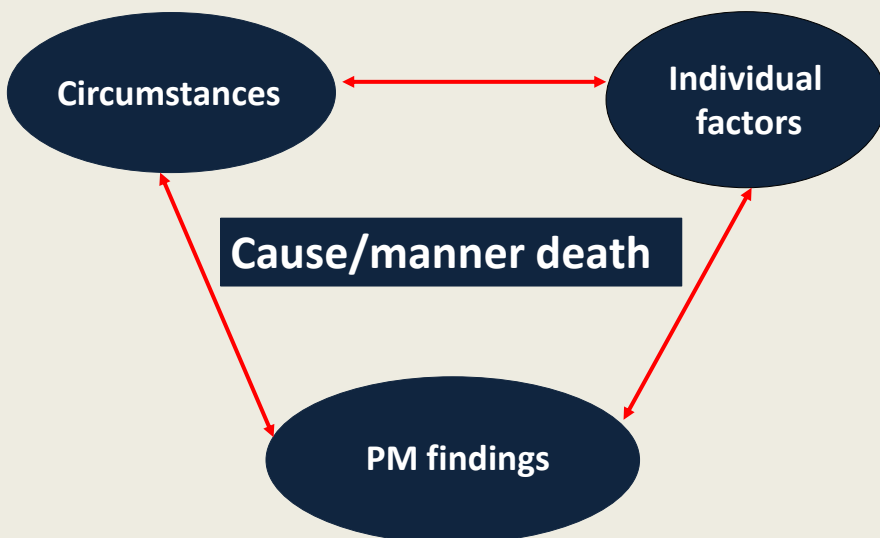 Circumstances
Individual
factors
Cause/manner death
PM findings